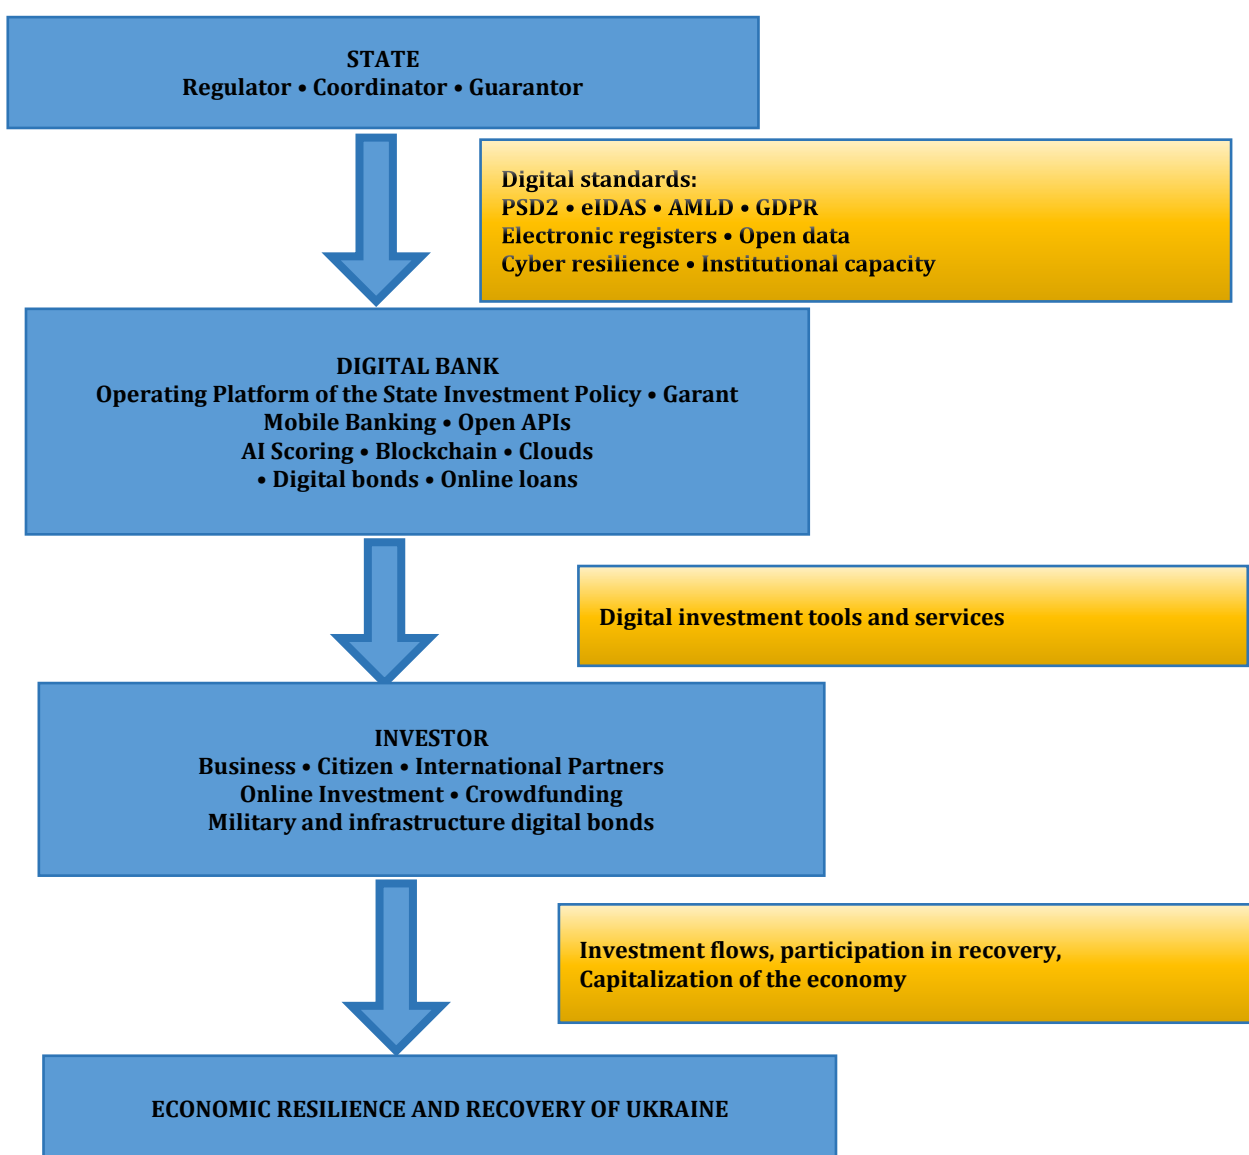 STATE
Regulator • Coordinator • Guarantor
Digital standards:
PSD2 • eIDAS • AMLD • GDPR
Electronic registers • Open data
Cyber resilience • Institutional capacity
DIGITAL BANK
Operating Platform of the State Investment Policy • Garant
Mobile Banking • Open APIs
AI Scoring • Blockchain • Clouds
• Digital bonds • Online loans
Digital investment tools and services
INVESTOR
Business • Citizen • International Partners
Online Investment • Crowdfunding
Military and infrastructure digital bonds
Investment flows, participation in recovery,
Capitalization of the economy
ECONOMIC RESILIENCE AND RECOVERY OF UKRAINE